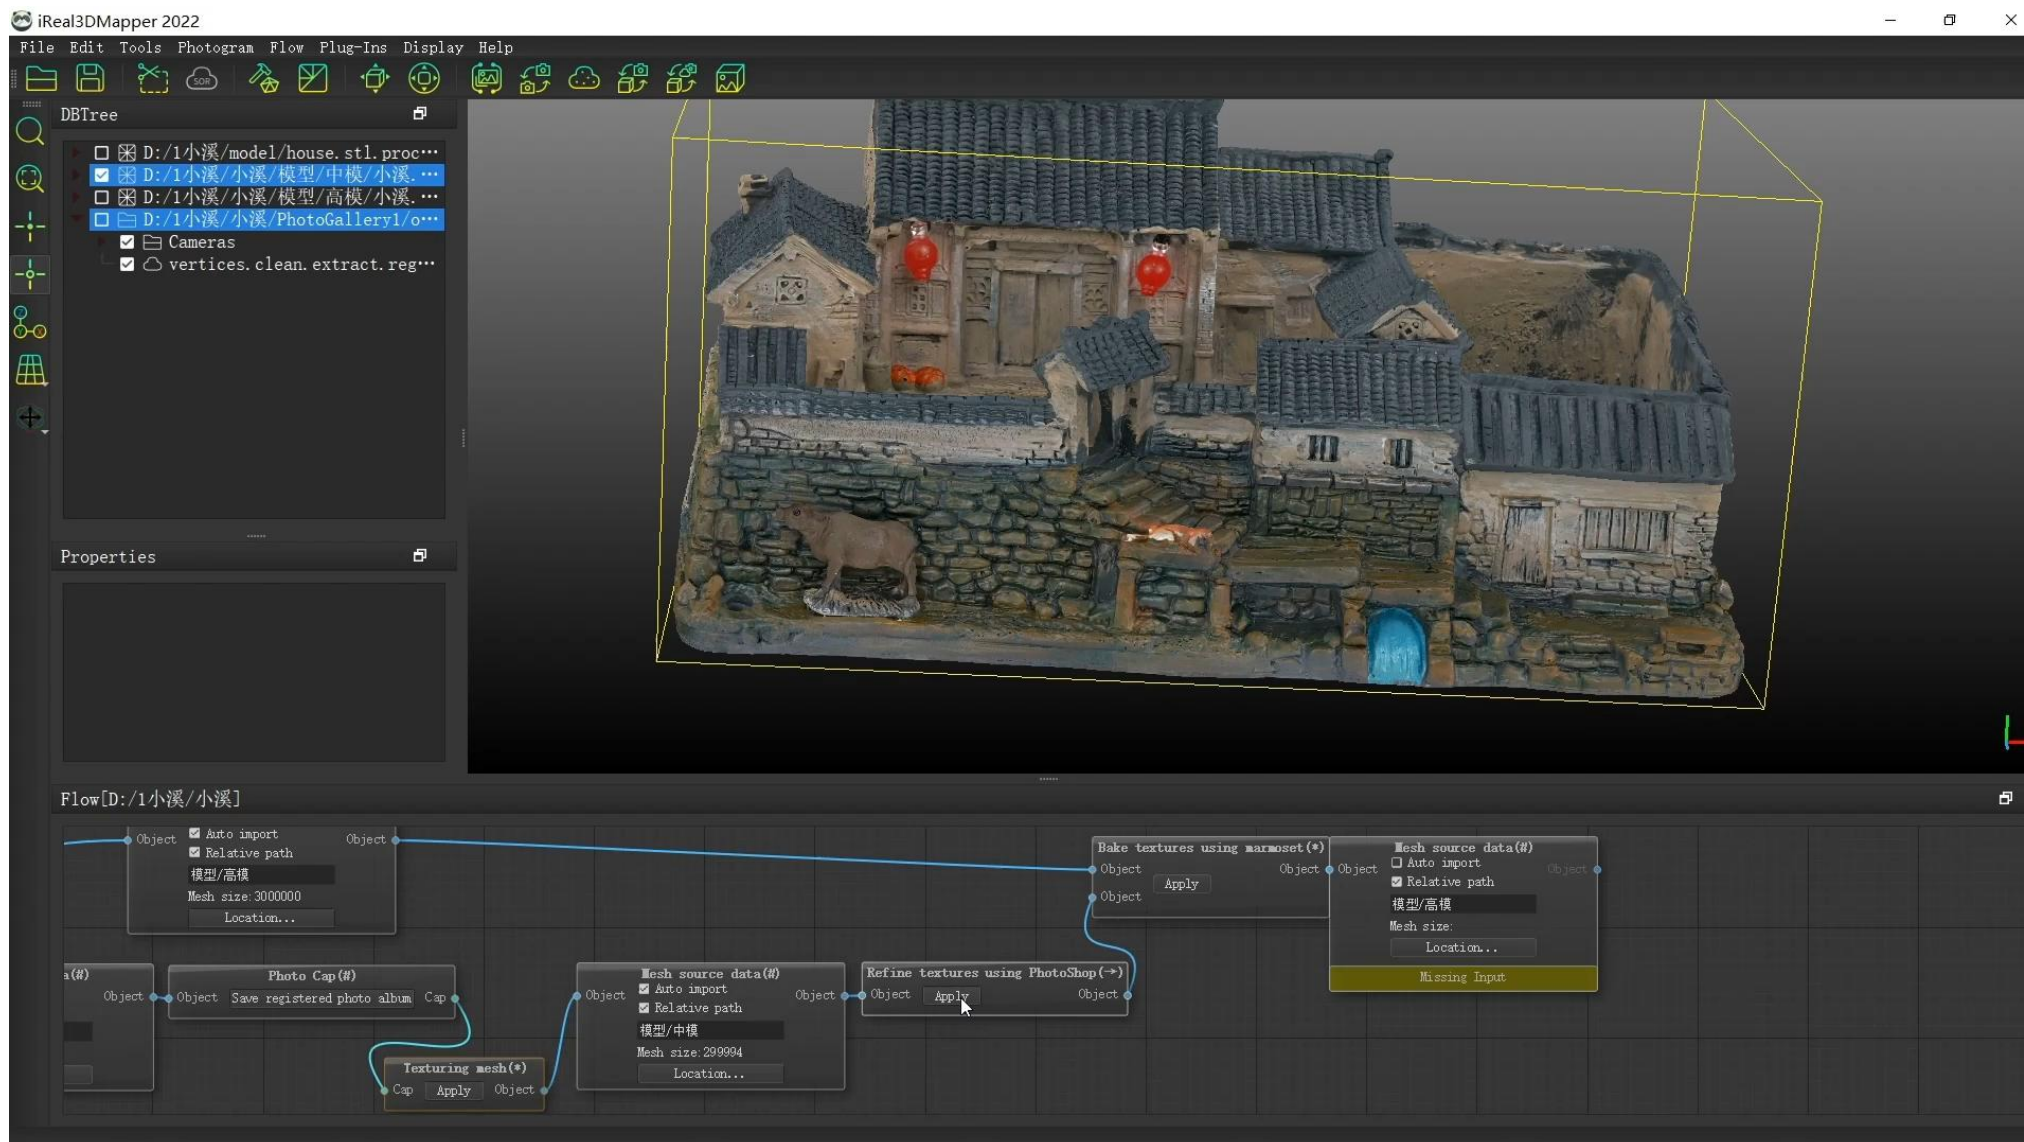 iReal3DMapper 2022
File Edit Tools Photogram Flow Plug-Ins Display Help
SOR
DBTree
D:/1小溪/model/house.stl.proc…
D:/1小溪/小溪/模型/中模/小溪.…
D:/1小溪/小溪/模型/高模/小溪.…
D:/1小溪/小溪/PhotoGallery1/o…
Cameras
vertices.clean.extract.reg…
Properties
Flow[D:/1小溪/小溪]
Object Auto import Object
Relative path
模型/高模
Mesh size:3000000
Location...
a(#)
Object
Photo Cap(#)
Object Save registered photo album Cap
Texturing mesh(*)
Cap Apply Object
Mesh source data(#)
Auto import
Object Object
Relative path
模型/中模
Mesh size:299994
Location...
Refine textures using PhotoShop(→)
Object Apply Object
Bake textures using marmoset(*)
Object Object
Apply
Object
Mesh source data(#)
Auto import
Object Object
Relative path
模型/高模
Mesh size:
Location...
Missing Input